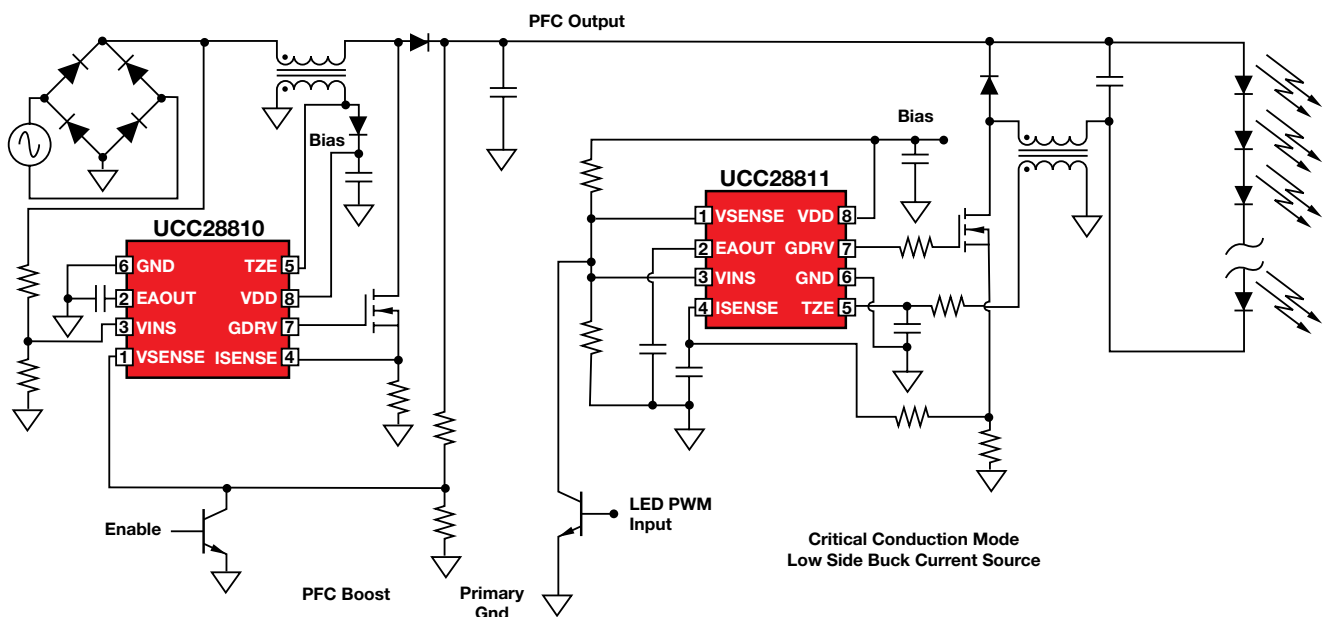 PFC Output
Bias
Bias
UCC28810
6 GND
TZE 5
2 EAOUT
VDD 8
3 VINS
GDRV 7
1 VSENSE
ISENSE 4
UCC28811
1 VSENSE
VDD 8
2 EAOUT
GDRV 7
3 VINS
GND 6
4 ISENSE
TZE 5
Enable
LED PWM
Input
Critical Conduction Mode
Low Side Buck Current Source
PFC Boost
Primary
Gnd